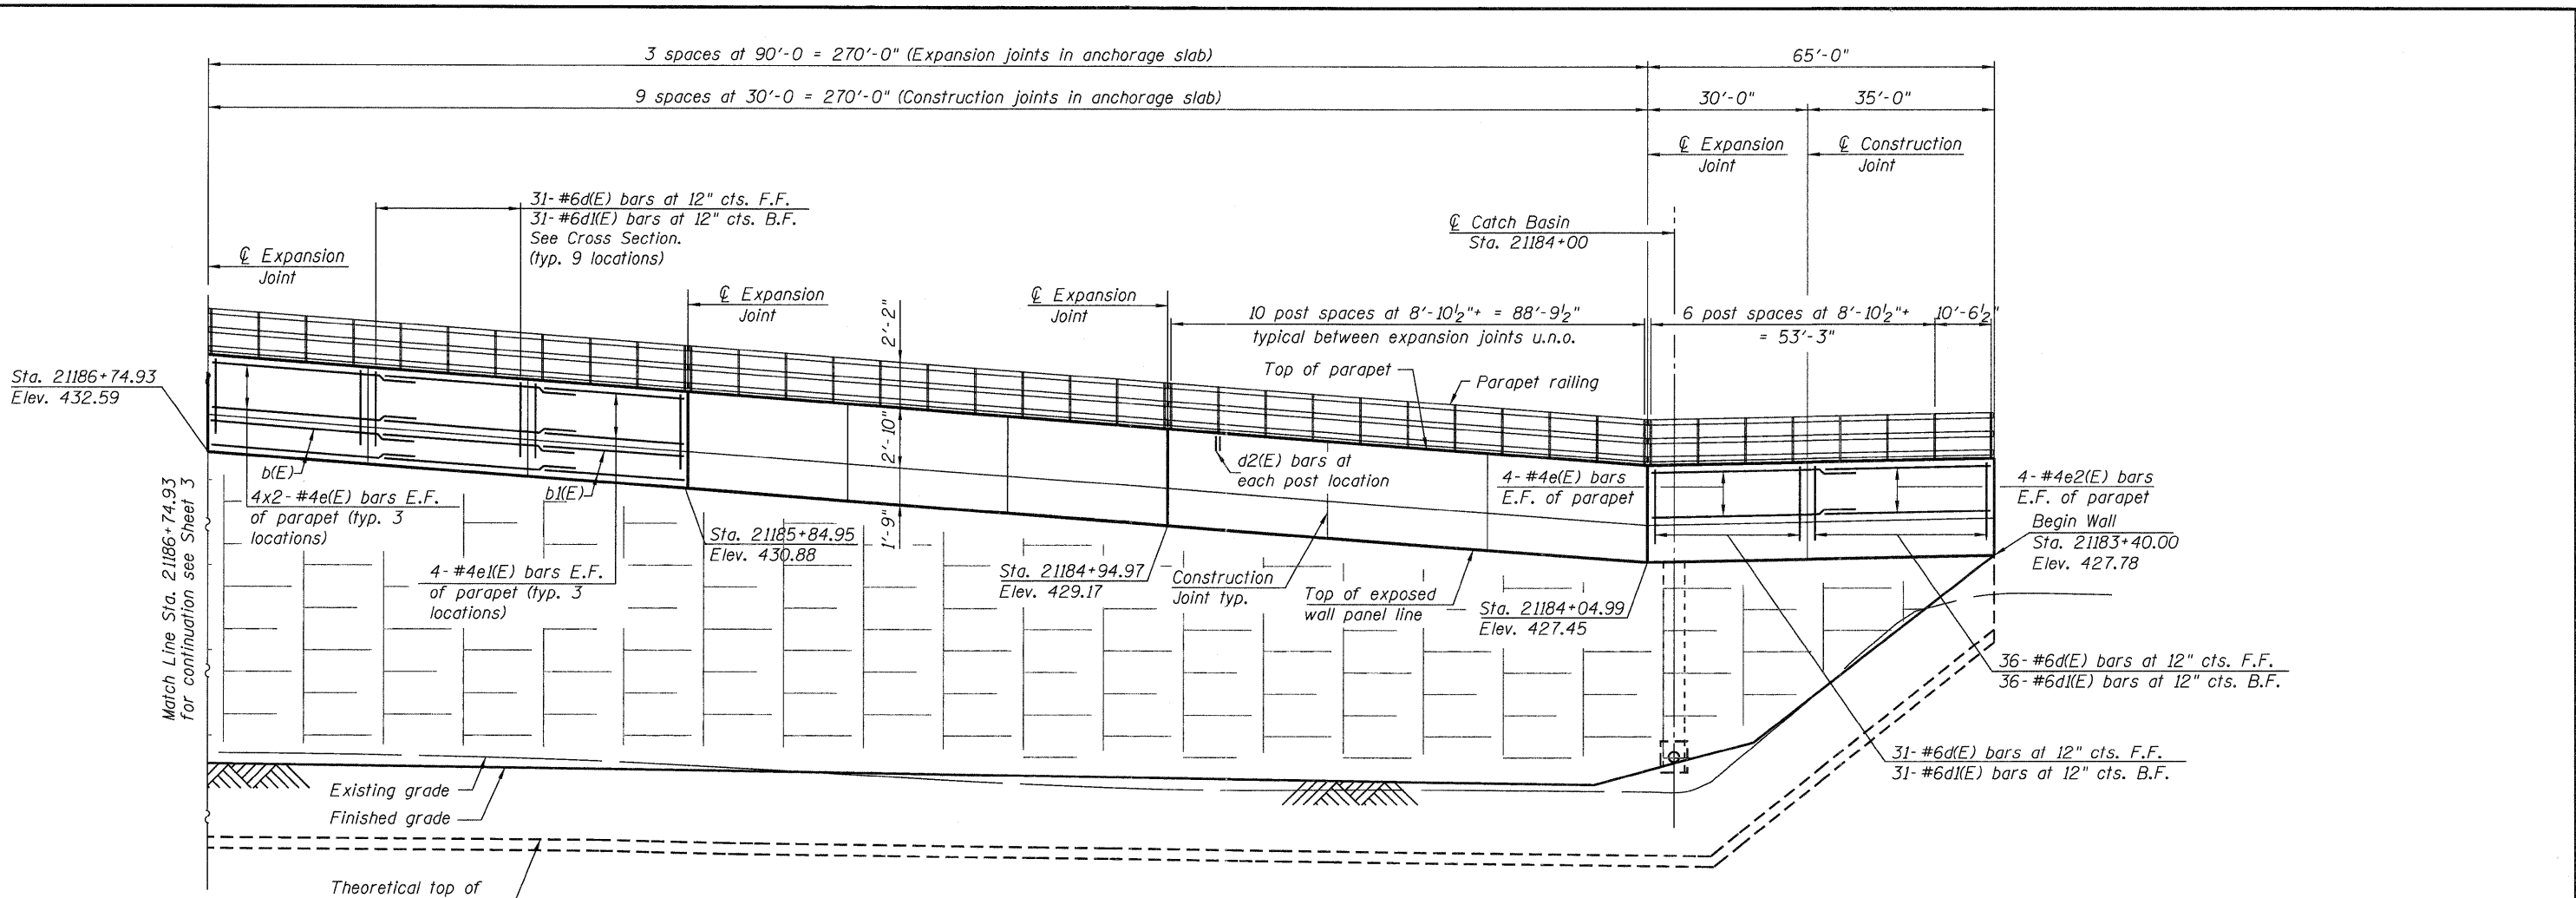 3 spaces at 90'-0 = 270'-0" (Expansion joints in anchorage slab)
65'-0"
9 spaces at 30'-0 = 270'-0" (Construction joints in anchorage slab)
30'-0"
35'-0"
℄ Expansion
Joint
℄ Construction
Joint
31- #6d(E) bars at 12" cts. F.F.
31- #6d1(E) bars at 12" cts. B.F.
See Cross Section.
(typ. 9 locations)
℄ Catch Basin
Sta. 21184+00
℄ Expansion
Joint
℄ Expansion
Joint
℄ Expansion
Joint
2'-2"
10 post spaces at 8'-10½"+ = 88'-9½"
typical between expansion joints u.n.o.
6 post spaces at 8'-10½"+
= 53'-3"
10'-6½"
Top of parapet
Parapet railing
Sta. 21186+74.93
Elev. 432.59
2'-10"
b(E)
b1(E)
d2(E) bars at
each post location
4- #4e(E) bars
E.F. of parapet
4- #4e2(E) bars
E.F. of parapet
4x2- #4e(E) bars E.F.
of parapet (typ. 3
locations)
1'-9"
Begin Wall
Sta. 21183+40.00
Elev. 427.78
Sta. 21185+84.95
Elev. 430.88
4- #4e1(E) bars E.F.
of parapet (typ. 3
locations)
Sta. 21184+94.97
Elev. 429.17
Construction
Joint typ.
Top of exposed
wall panel line
Sta. 21184+04.99
Elev. 427.45
Match Line Sta. 21186+74.93
for continuation see Sheet 3
36- #6d(E) bars at 12" cts. F.F.
36- #6d1(E) bars at 12" cts. B.F.
31- #6d(E) bars at 12" cts. F.F.
31- #6d1(E) bars at 12" cts. B.F.
Existing grade
Finished grade
Theoretical top of